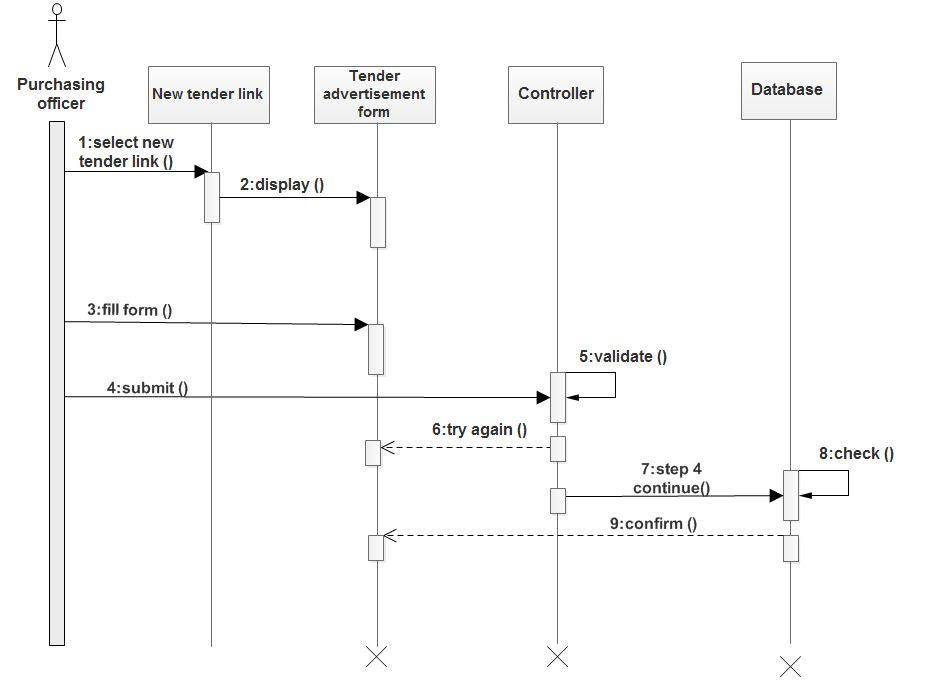 Purchasing
officer
New tender link
Tender
advertisement
form
Controller
Database
1:select new
tender link ()
2:display ()
3:fill form ()
4:submit ()
5:validate ()
6:try again ()
7:step 4
continue()
8:check ()
9:confirm ()